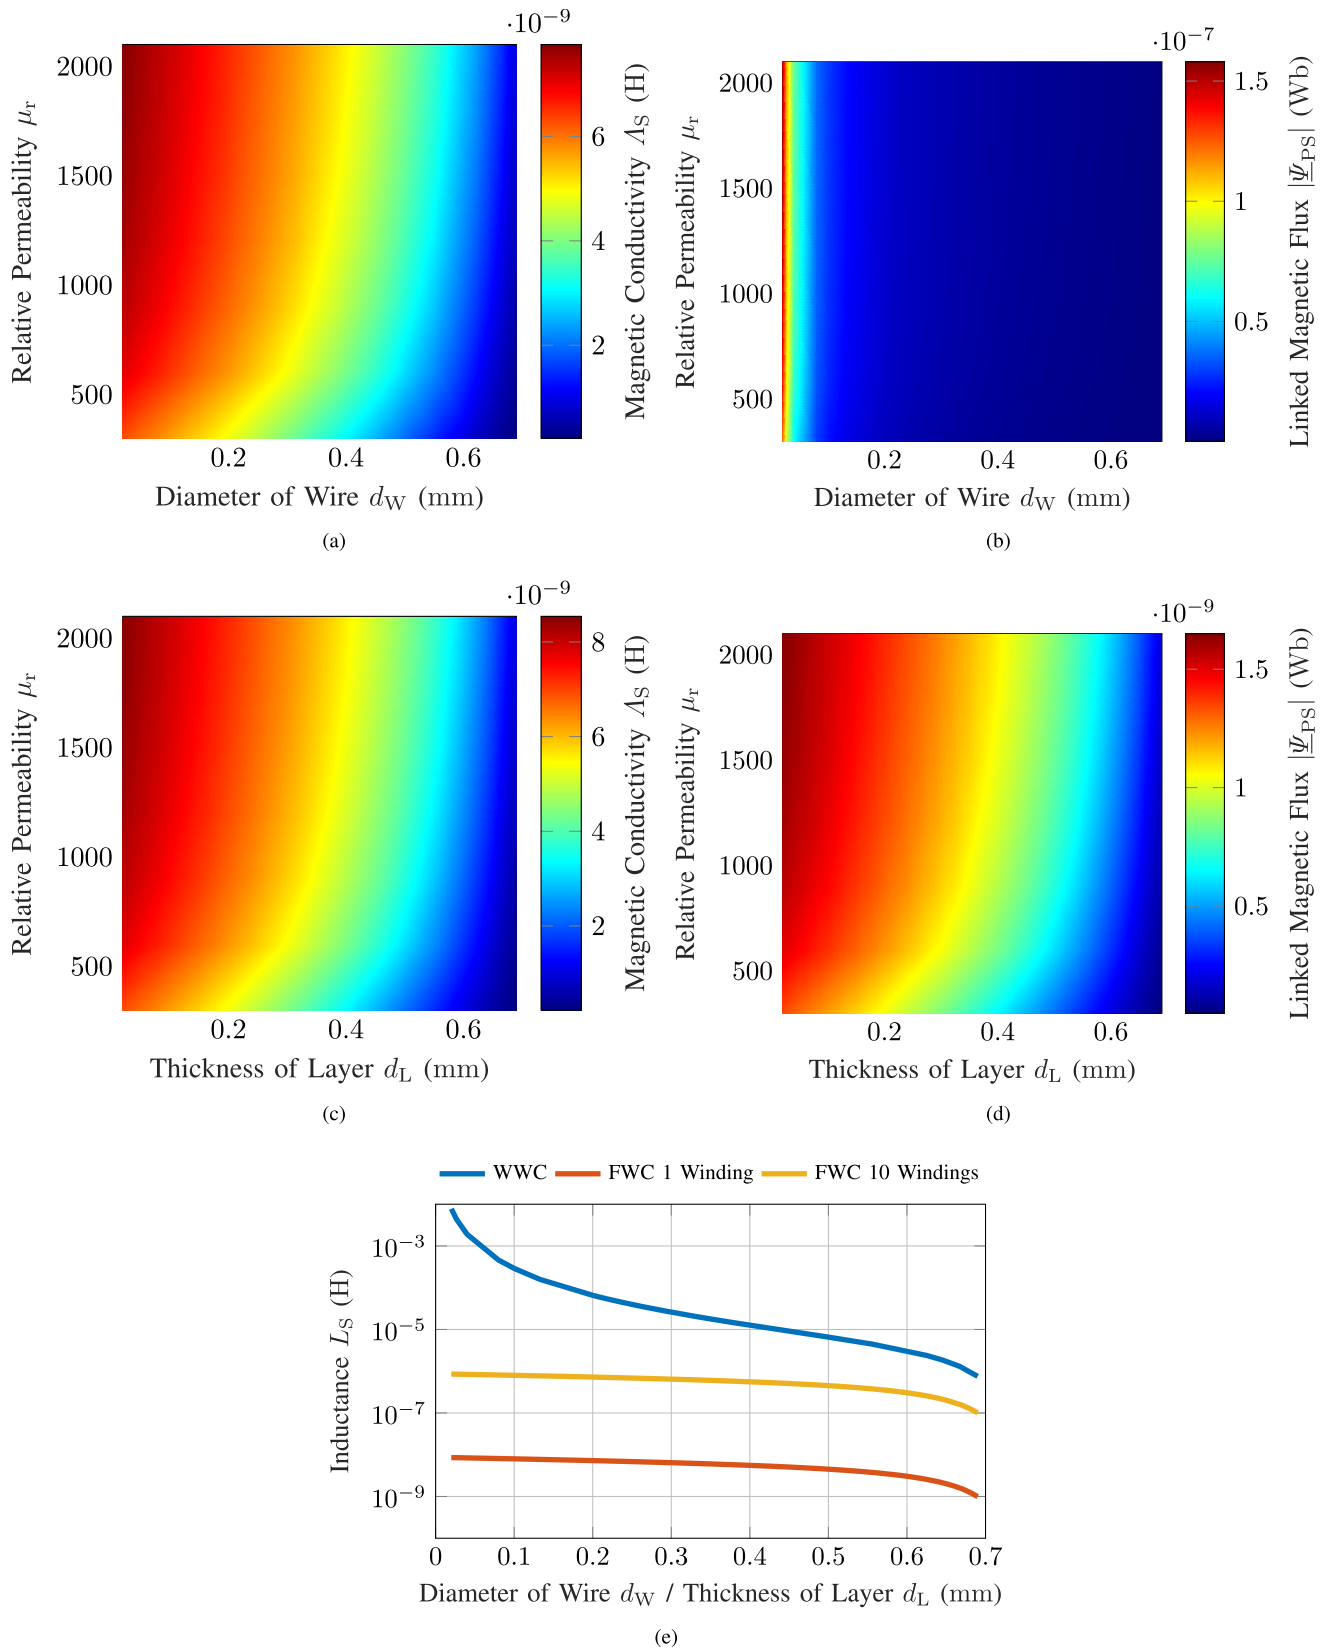 ·10⁻⁹
2000
1500
1000
500
Relative Permeability μr
0.2 0.4 0.6
Diameter of Wire dW (mm)
6
4
2
Magnetic Conductivity ΛS (H)
(a)
·10⁻⁷
2000
1500
1000
500
Relative Permeability μr
0.2 0.4 0.6
Diameter of Wire dW (mm)
1.5
1
0.5
Linked Magnetic Flux |Ψ̲PS| (Wb)
(b)
·10⁻⁹
2000
1500
1000
500
Relative Permeability μr
0.2 0.4 0.6
Thickness of Layer dL (mm)
8
6
4
2
Magnetic Conductivity ΛS (H)
(c)
·10⁻⁹
2000
1500
1000
500
Relative Permeability μr
0.2 0.4 0.6
Thickness of Layer dL (mm)
1.5
1
0.5
Linked Magnetic Flux |Ψ̲PS| (Wb)
(d)
WWC FWC 1 Winding FWC 10 Windings
10⁻³
10⁻⁵
10⁻⁷
10⁻⁹
Inductance LS (H)
0 0.1 0.2 0.3 0.4 0.5 0.6 0.7
Diameter of Wire dW / Thickness of Layer dL (mm)
(e)